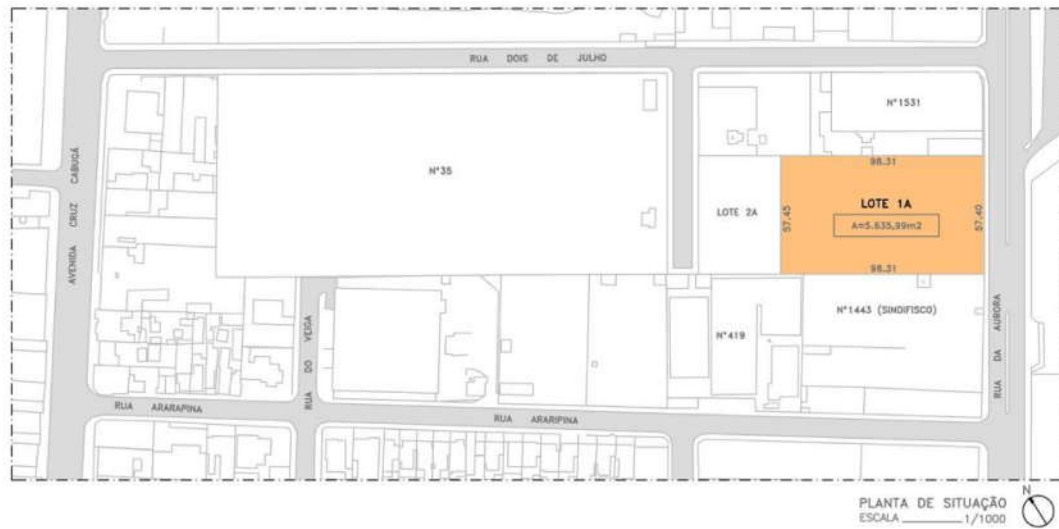 RUA DOIS DE JULHO
Nº1531
AVENIDA CRUZ CABUGÁ
Nº35
98.31
LOTE 2A
57.45
LOTE 1A
A=5.635,99m2
57.40
98.31
Nº1443 (SINDIFISCO)
RUA DO VEIGA
Nº419
RUA DA AURORA
RUA ARARAPINA
RUA ARARIPINA
PLANTA DE SITUAÇÃO
ESCALA 1/1000
N